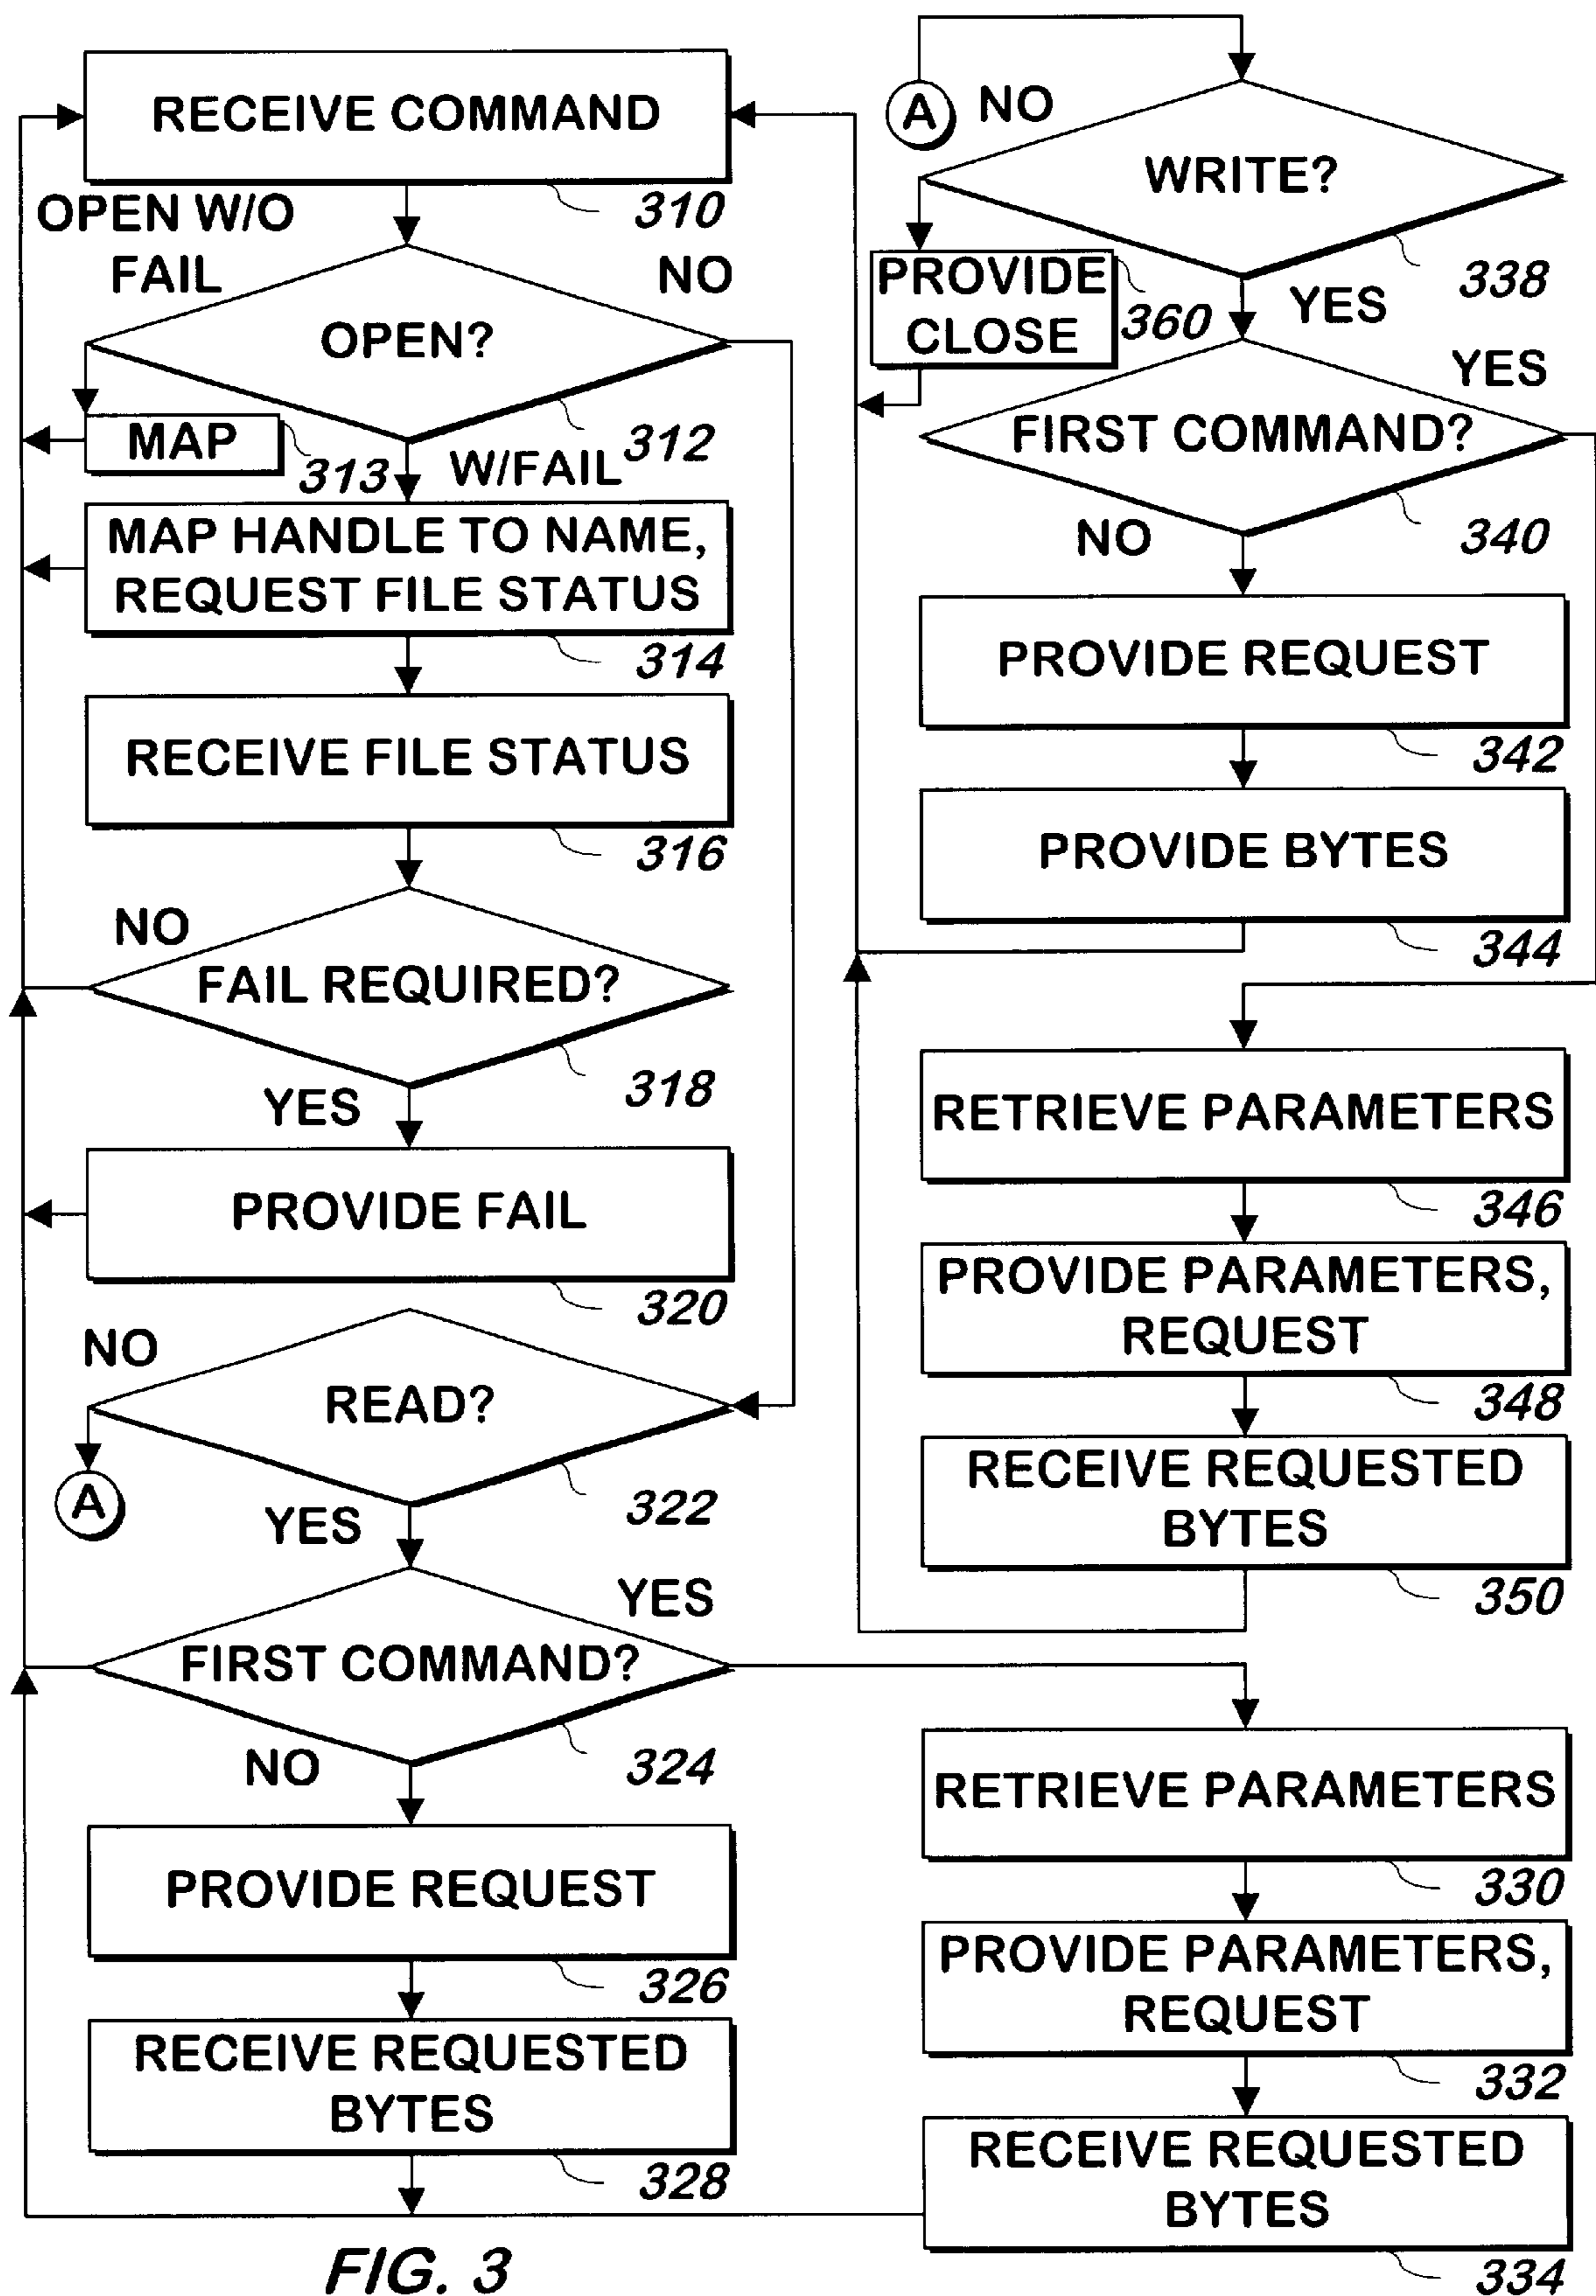 RECEIVE COMMAND
310
OPEN W/O
FAIL
NO
OPEN?
312
MAP
313
W/FAIL
MAP HANDLE TO NAME,
REQUEST FILE STATUS
314
RECEIVE FILE STATUS
316
NO
FAIL REQUIRED?
318
YES
PROVIDE FAIL
320
NO
READ?
322
A
YES
YES
FIRST COMMAND?
324
NO
PROVIDE REQUEST
326
RECEIVE REQUESTED
BYTES
328
A
NO
WRITE?
338
PROVIDE
CLOSE
360
YES
YES
FIRST COMMAND?
340
NO
PROVIDE REQUEST
342
PROVIDE BYTES
344
RETRIEVE PARAMETERS
346
PROVIDE PARAMETERS,
REQUEST
348
RECEIVE REQUESTED
BYTES
350
RETRIEVE PARAMETERS
330
PROVIDE PARAMETERS,
REQUEST
332
RECEIVE REQUESTED
BYTES
334
FIG. 3